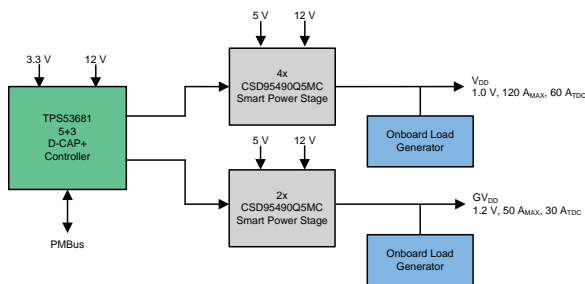 5 V 12 V
3.3 V 12 V
4x
CSD95490Q5MC
Smart Power Stage
VDD
1.0 V, 120 AMAX, 60 ATDC
TPS53681
5+3
D-CAP+
Controller
Onboard Load
Generator
5 V 12 V
2x
CSD95490Q5MC
Smart Power Stage
GVDD
1.2 V, 50 AMAX, 30 ATDC
PMBus
Onboard Load
Generator